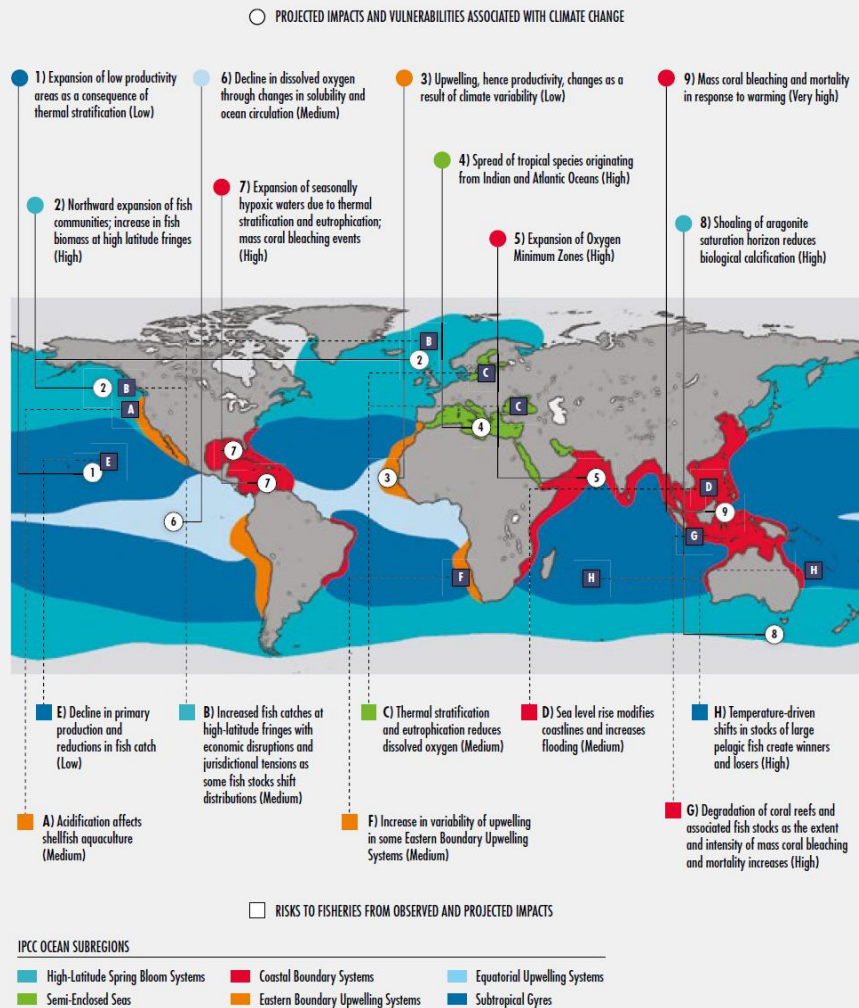 PROJECTED IMPACTS AND VULNERABILITIES ASSOCIATED WITH CLIMATE CHANGE
1) Expansion of low productivity
areas as a consequence of
thermal stratification (Low)
6) Decline in dissolved oxygen
through changes in solubility and
ocean circulation (Medium)
3) Upwelling, hence productivity, changes as a
result of climate variability (Low)
9) Mass coral bleaching and mortality
in response to warming (Very high)
2) Northward expansion of fish
communities; increase in fish
biomass at high latitude fringes
(High)
7) Expansion of seasonally
hypoxic waters due to thermal
stratification and eutrophication;
mass coral bleaching events
(High)
4) Spread of tropical species originating
from Indian and Atlantic Oceans (High)
5) Expansion of Oxygen
Minimum Zones (High)
8) Shoaling of aragonite
saturation horizon reduces
biological calcification (High)
B
2
C
2
B
A
C
7
4
E
1
3
5
7
D
6
9
G
F
H
H
8
E) Decline in primary
production and
reductions in fish catch
(Low)
B) Increased fish catches at
high-latitude fringes with
economic disruptions and
jurisdictional tensions as
some fish stocks shift
distributions (Medium)
C) Thermal stratification
and eutrophication reduces
dissolved oxygen (Medium)
D) Sea level rise modifies
coastlines and increases
flooding (Medium)
H) Temperature-driven
shifts in stocks of large
pelagic fish create winners
and losers (High)
A) Acidification affects
shellfish aquaculture
(Medium)
F) Increase in variability of upwelling
in some Eastern Boundary Upwelling
Systems (Medium)
G) Degradation of coral reefs and
associated fish stocks as the extent
and intensity of mass coral bleaching
and mortality increases (High)
RISKS TO FISHERIES FROM OBSERVED AND PROJECTED IMPACTS
IPCC OCEAN SUBREGIONS
High-Latitude Spring Bloom Systems
Coastal Boundary Systems
Equatorial Upwelling Systems
Semi-Enclosed Seas
Eastern Boundary Upwelling Systems
Subtropical Gyres